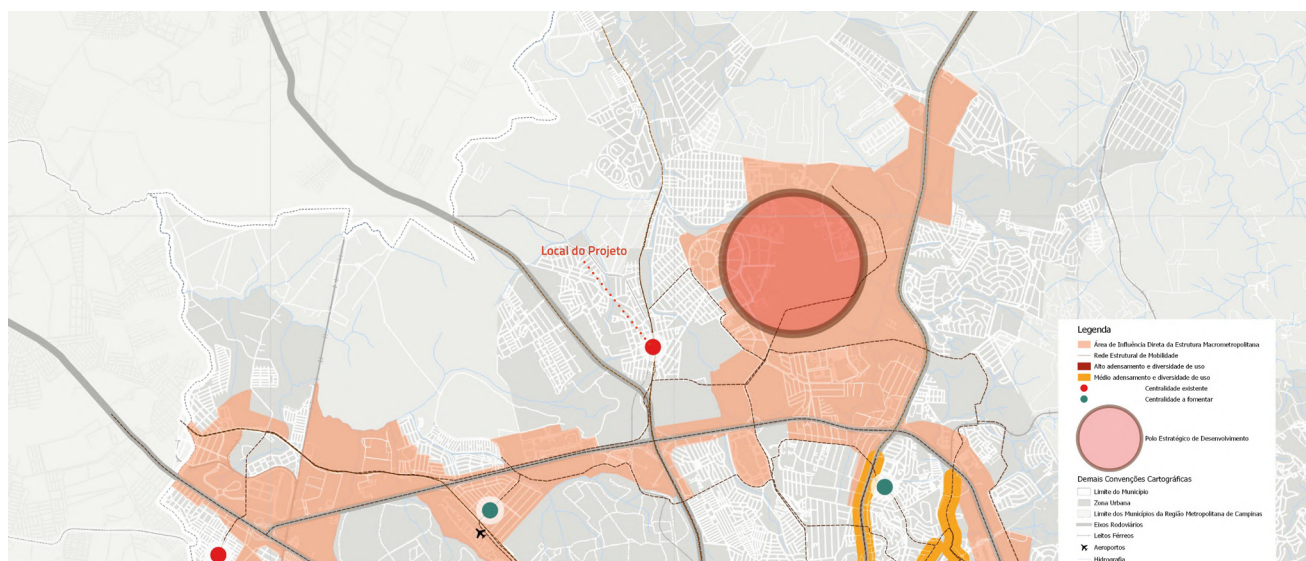 Local do Projeto
Legenda
Área de Influência Direta da Estrutura Macrometropolitana
Rede Estrutural de Mobilidade
Alto adensamento e diversidade de uso
Médio adensamento e diversidade de uso
Centralidade existente
Centralidade a fomentar
Polo Estratégico de Desenvolvimento
Demais Convenções Cartográficas
Limite do Município
Zona Urbana
Limite dos Municípios da Região Metropolitana de Campinas
Eixos Rodoviários
Leitos Férreos
Aeroportos
Hidrografia